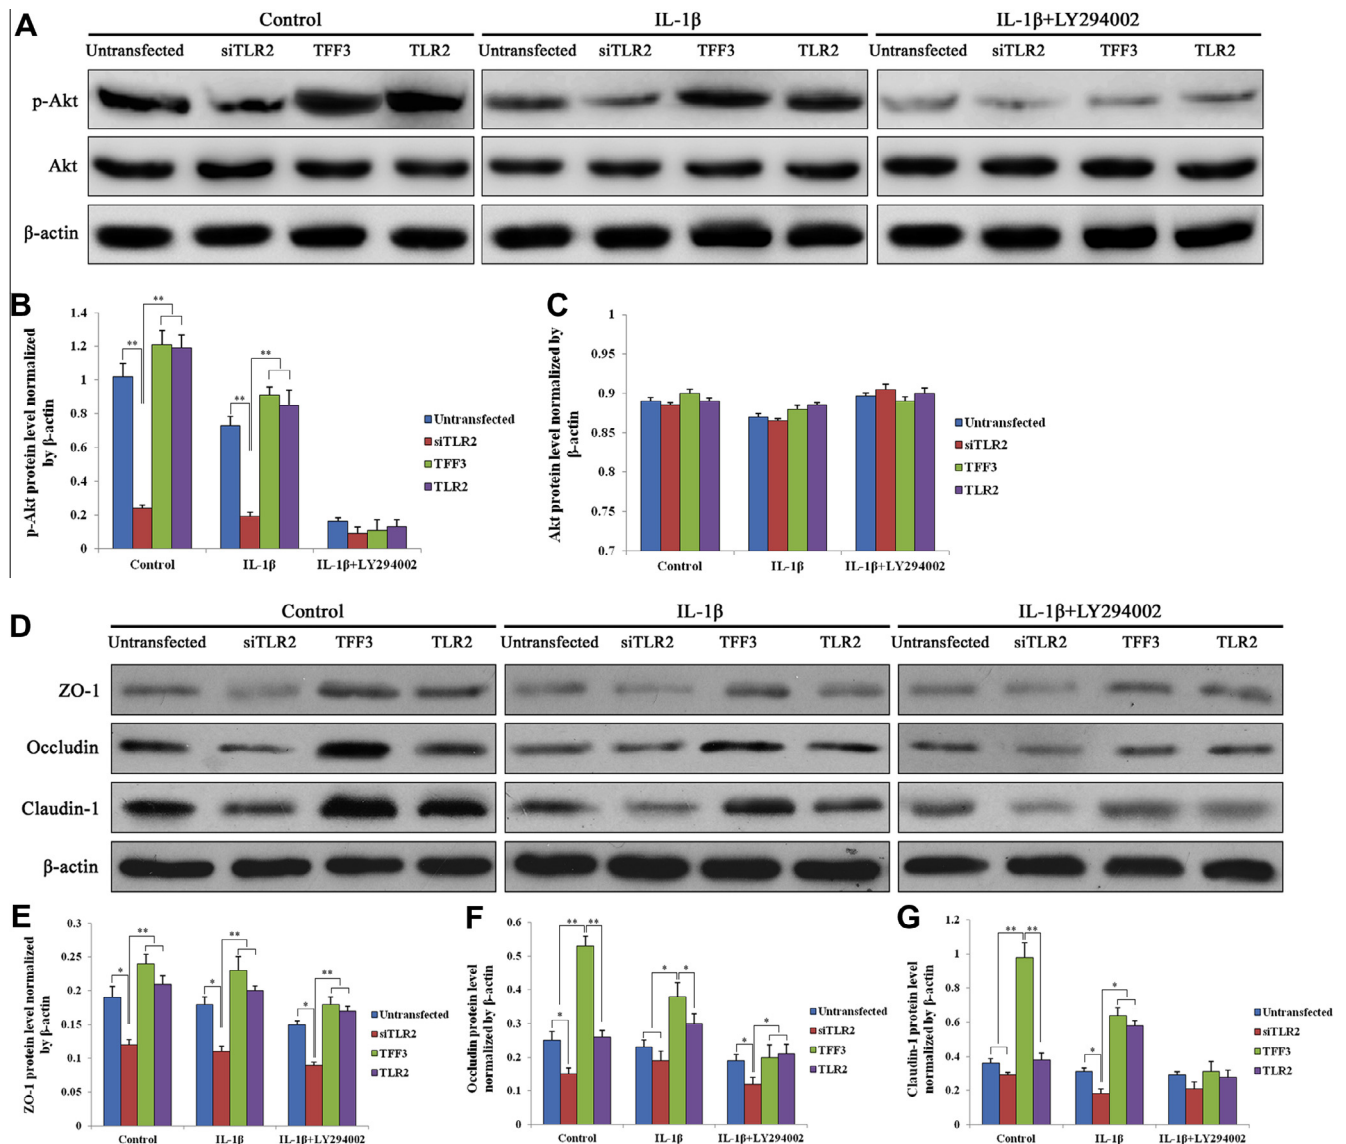 A
Control IL-1β IL-1β+LY294002
Untransfected siTLR2 TFF3 TLR2 Untransfected siTLR2 TFF3 TLR2 Untransfected siTLR2 TFF3 TLR2
p-Akt
Akt
β-actin
B
p-Akt protein level normalized
by β-actin
1.4
1.2
1
0.8
0.6
0.4
0.2
0
** ** ** **
Control IL-1β IL-1β+LY294002
Untransfected
siTLR2
TFF3
TLR2
C
Akt protein level normalized by
β-actin
1
0.95
0.9
0.85
0.8
0.75
0.7
Control IL-1β IL-1β+LY294002
Untransfected
siTLR2
TFF3
TLR2
D
Control IL-1β IL-1β+LY294002
Untransfected siTLR2 TFF3 TLR2 Untransfected siTLR2 TFF3 TLR2 Untransfected siTLR2 TFF3 TLR2
ZO-1
Occludin
Claudin-1
β-actin
E
ZO-1 protein level normalized
by β-actin
0.3
0.25
0.2
0.15
0.1
0.05
0
* ** * ** * **
Control IL-1β IL-1β+LY294002
Untransfected
siTLR2
TFF3
TLR2
F
Occludin protein level
normalized by β-actin
0.6
0.5
0.4
0.3
0.2
0.1
0
* ** ** * * * *
Control IL-1β IL-1β+LY294002
Untransfected
siTLR2
TFF3
TLR2
G
Claudin-1 protein level
normalized by β-actin
1.2
1
0.8
0.6
0.4
0.2
0
** ** * *
Control IL-1β IL-1β+LY294002
Untransfected
siTLR2
TFF3
TLR2